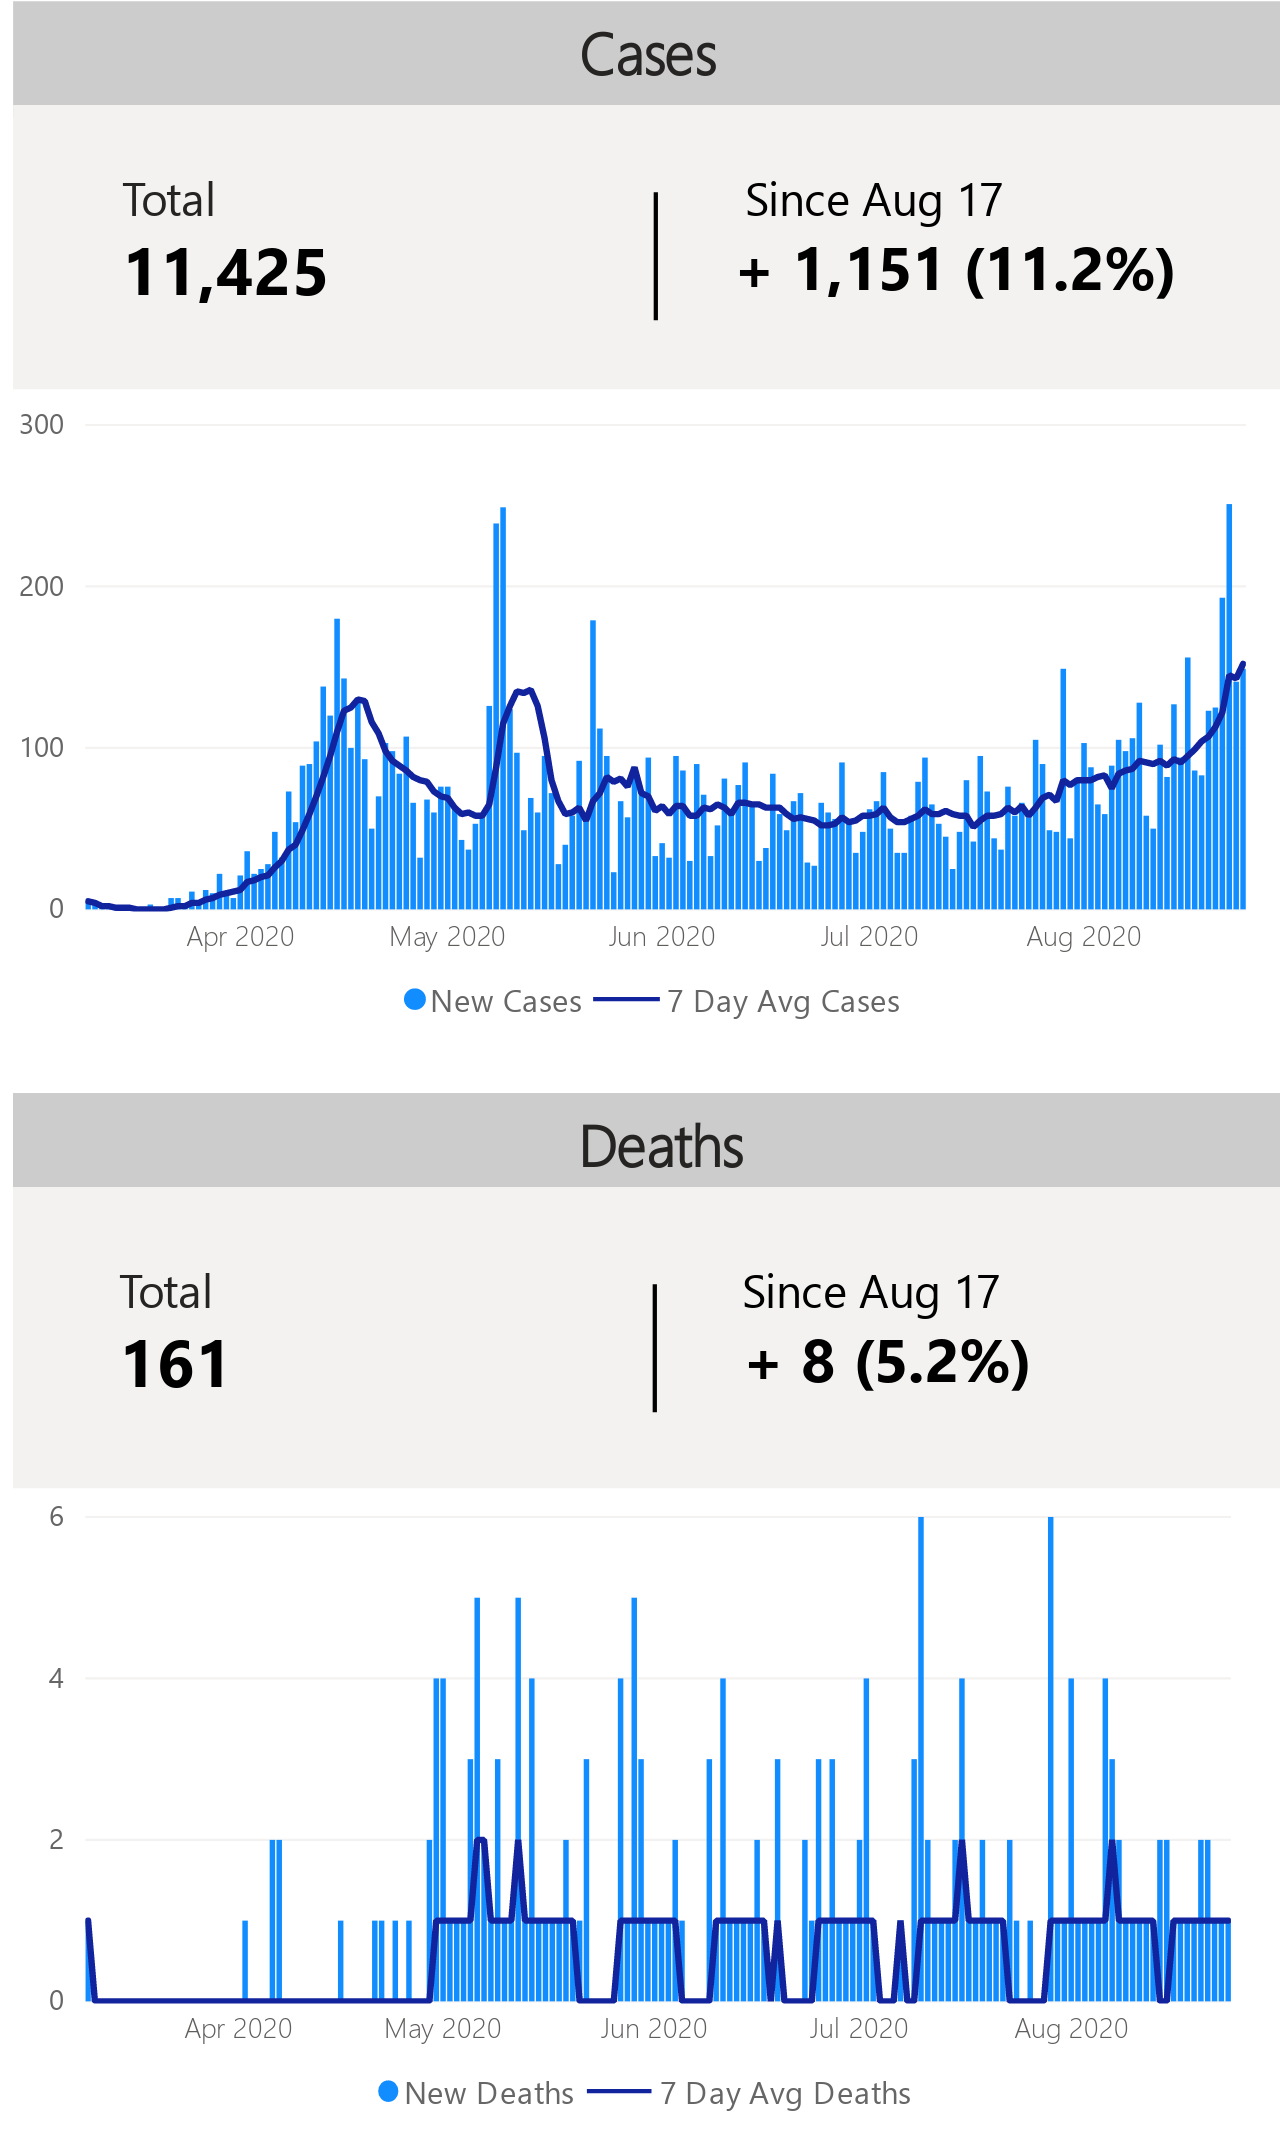 Cases
Total
Since Aug 17
11,425
+ 1,151 (11.2%)
300
200
100
0
Apr 2020
May 2020
Jun 2020
Jul 2020
Aug 2020
New Cases
7 Day Avg Cases
Deaths
Total
Since Aug 17
161
+ 8 (5.2%)
6
4
2
0
Apr 2020
May 2020
Jun 2020
Jul 2020
Aug 2020
New Deaths
7 Day Avg Deaths